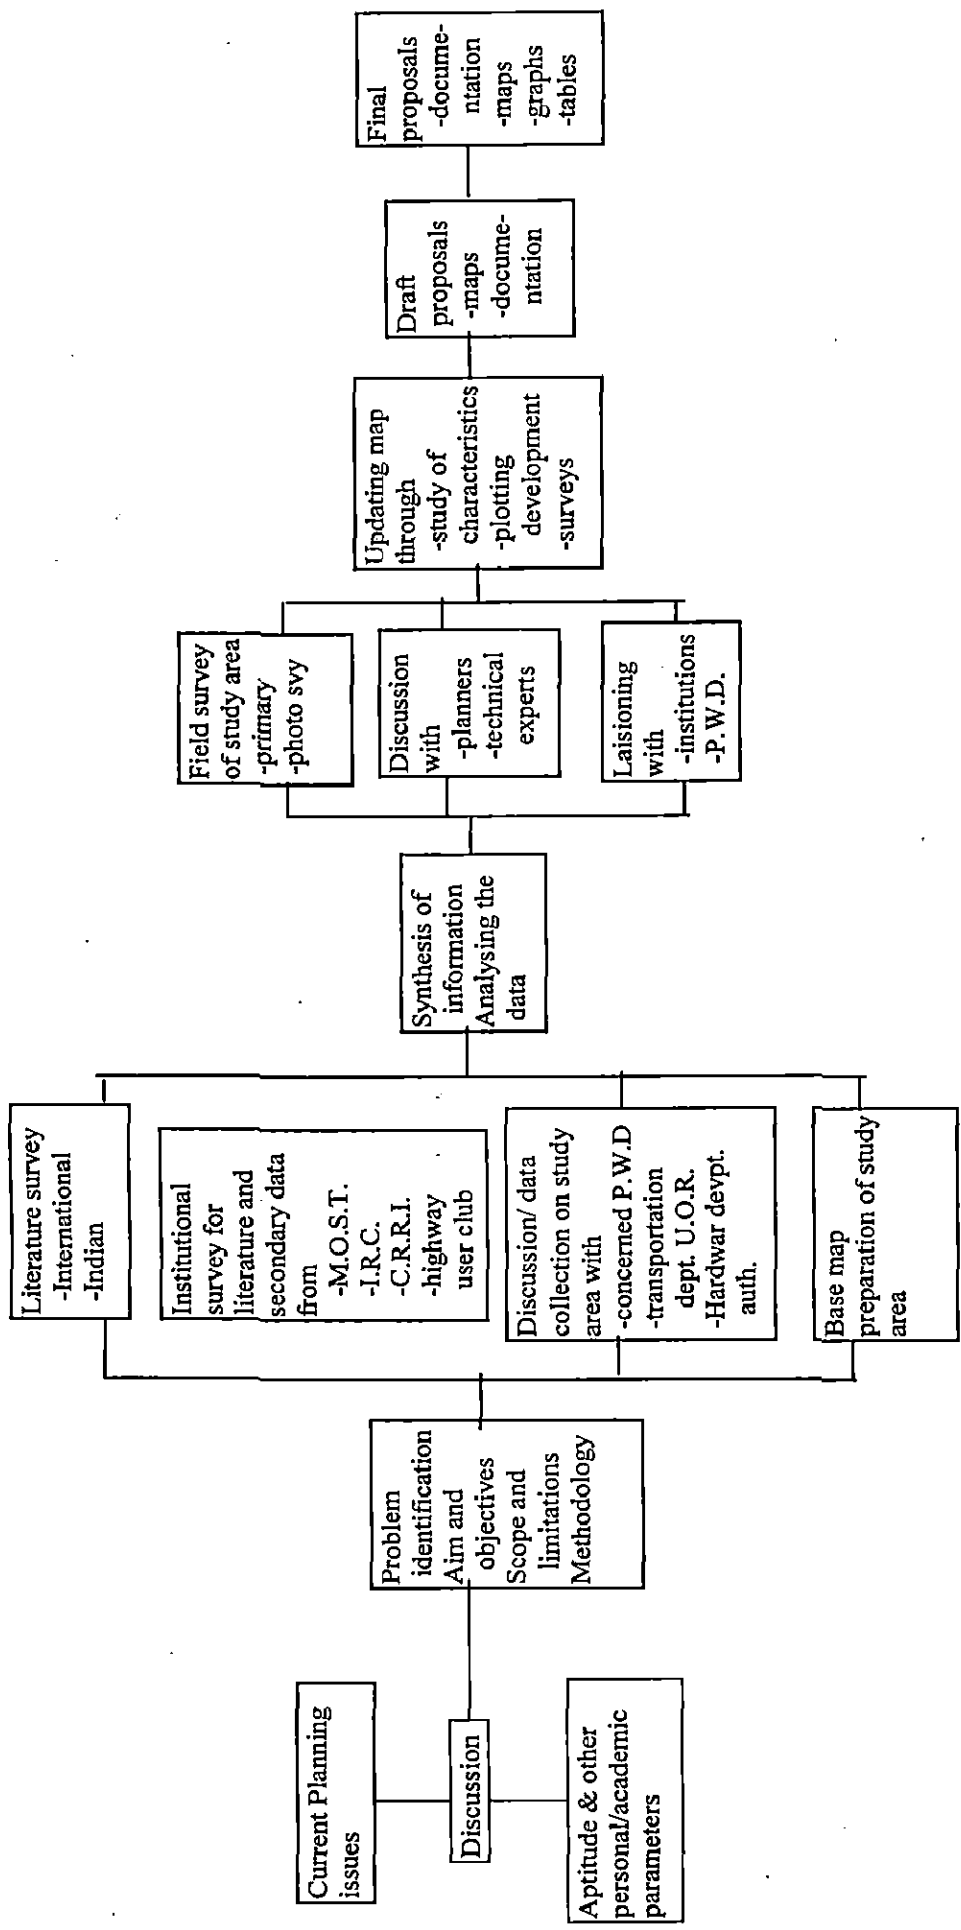 Current Planning
issues
Discussion
Aptitude & other
personal/academic
parameters
Problem
identification
Aim and
objectives
Scope and
limitations
Methodology
Literature survey
-International
-Indian
Institutional
survey for
literature and
secondary data
from
-M.O.S.T.
-I.R.C.
-C.R.R.I.
-highway
user club
Discussion/ data
collection on study
area with
-concerned P.W.D
-transportation
dept. U.O.R.
-Hardwar devpt.
auth.
Base map
preparation of study
area
Synthesis of
information
Analysing the
data
Field survey
of study area
-primary
-photo svy
Discussion
with
-planners
-technical
experts
Laisioning
with
-institutions
-P.W.D.
Updating map
through
-study of
characteristics
-plotting
development
-surveys
Draft
proposals
-maps
-docume-
ntation
Final
proposals
-docume-
ntation
-maps
-graphs
-tables